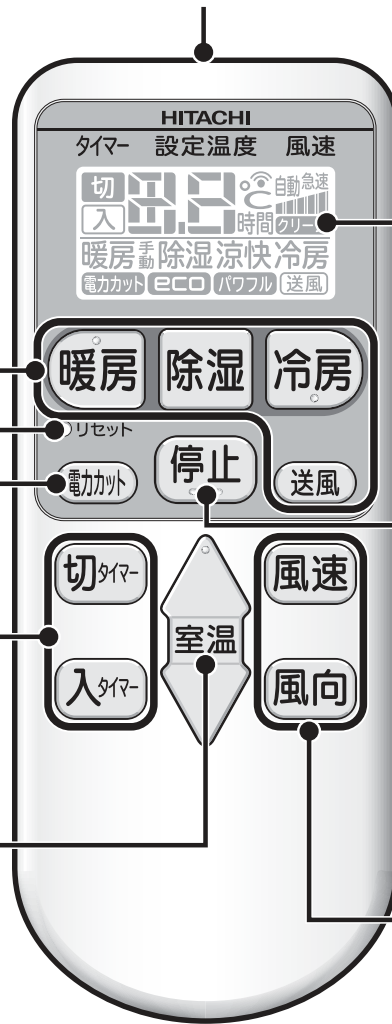 HITACHI
タイマー 設定温度 風速
切 8.8 ℃ 自動 急速
入 時間 クリーン
暖房 手動 除湿 涼快 冷房
電力カット eco パワフル 送風
暖房 除湿 冷房
リセット
電力カット 停止 送風
切タイマー 風速
室温
入タイマー 風向